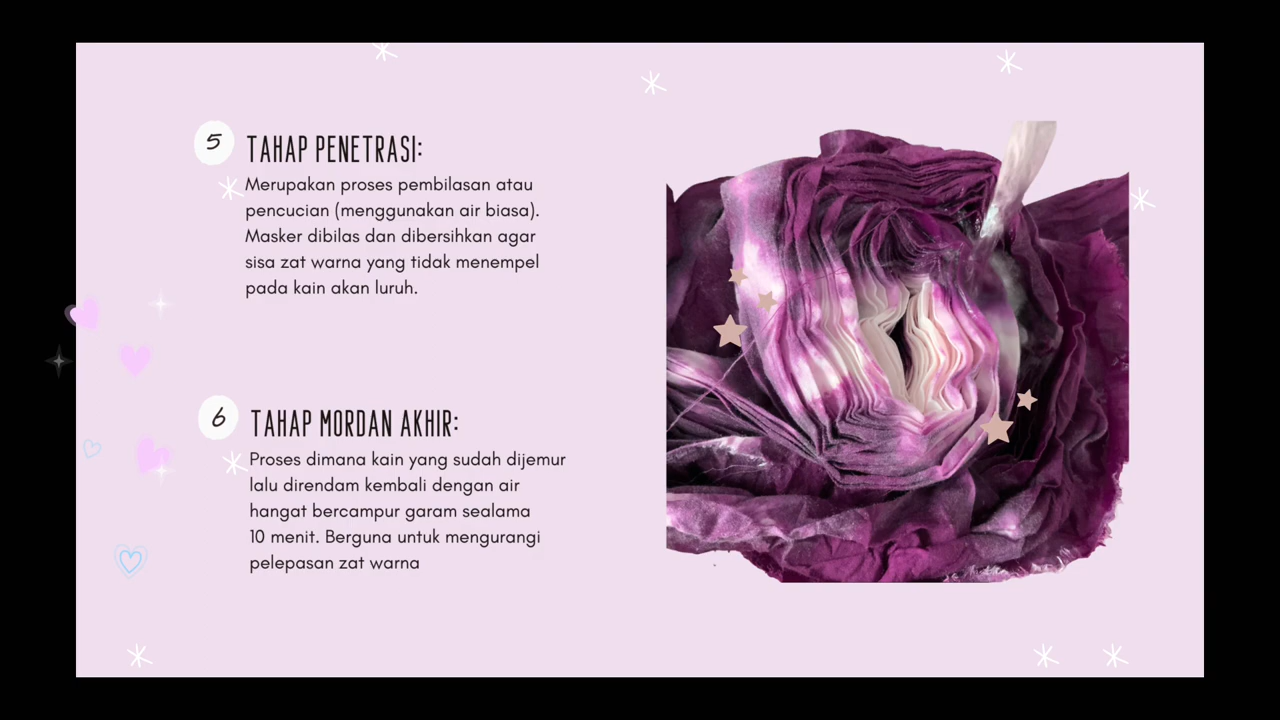 5
TAHAP PENETRASI:
Merupakan proses pembilasan atau
pencucian (menggunakan air biasa).
Masker dibilas dan dibersihkan agar
sisa zat warna yang tidak menempel
pada kain akan luruh.
6
TAHAP MORDAN AKHIR:
Proses dimana kain yang sudah dijemur
lalu direndam kembali dengan air
hangat bercampur garam sealama
10 menit. Berguna untuk mengurangi
pelepasan zat warna